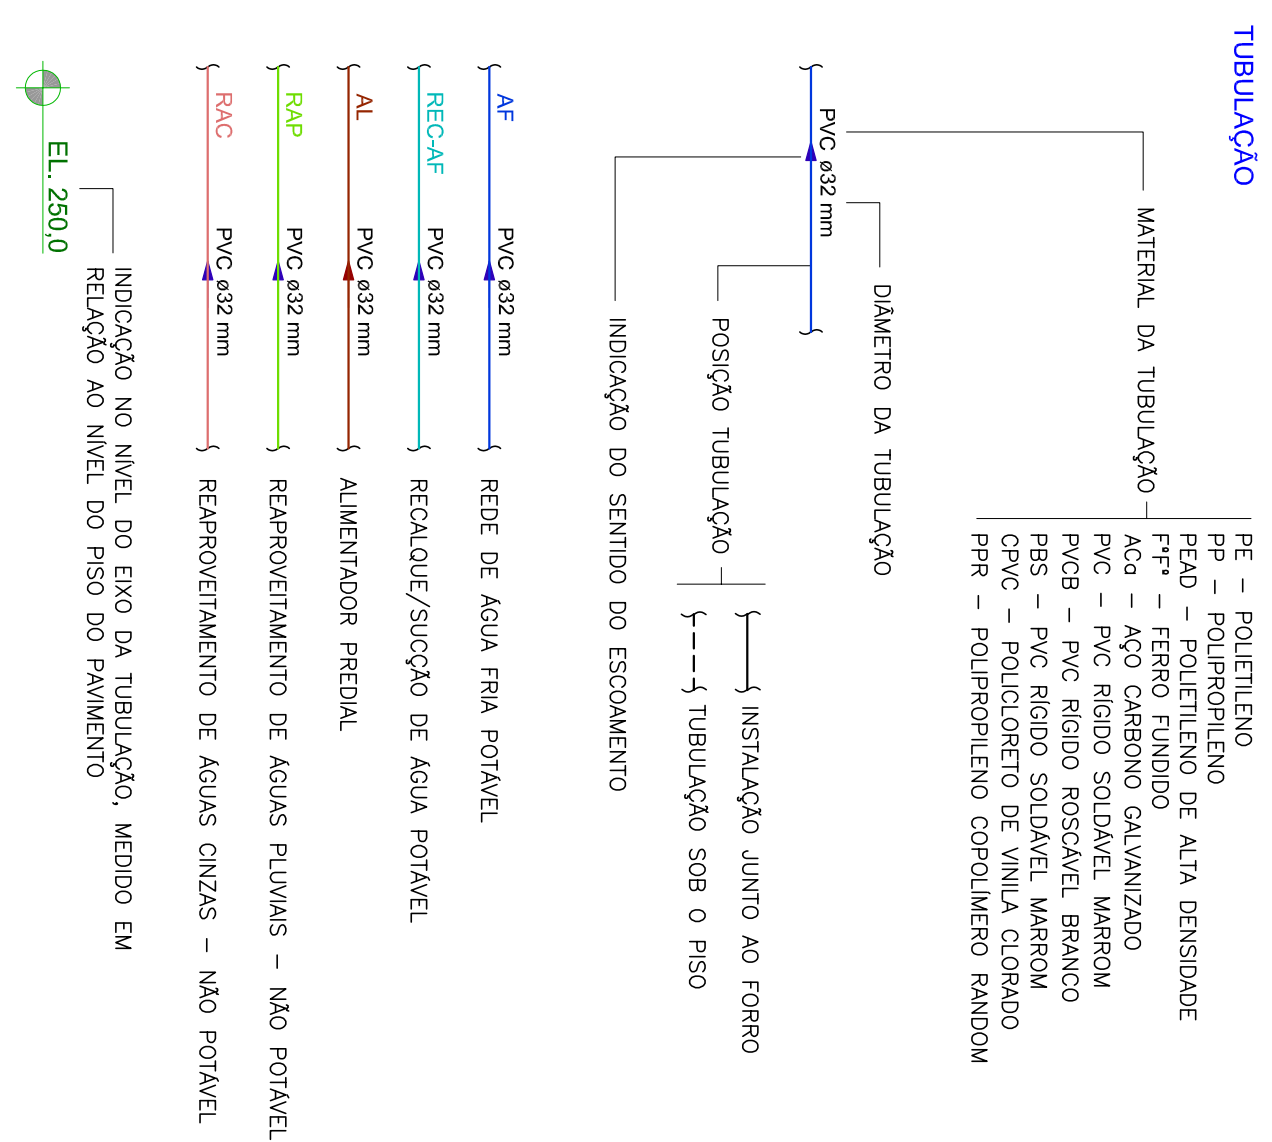 TUBULAÇÃO
PE – POLIETILENO
PP – POLIPROPILENO
PEAD – POLIETILENO DE ALTA DENSIDADE
FºFº – FERRO FUNDIDO
ACG – AÇO CARBONO GALVANIZADO
PVC – PVC RÍGIDO SOLDÁVEL MARROM
PVCB – PVC RÍGIDO ROSCÁVEL BRANCO
PBS – PVC RÍGIDO SOLDÁVEL MARROM
CPVC – POLICLORETO DE VINILA CLORADO
PPR – POLIPROPILENO COPOLÍMERO RANDOM
MATERIAL DA TUBULAÇÃO
DIÂMETRO DA TUBULAÇÃO
PVC ø32 mm
INSTALAÇÃO JUNTO AO FORRO
POSIÇÃO TUBULAÇÃO
TUBULAÇÃO SOB O PISO
INDICAÇÃO DO SENTIDO DO ESCOAMENTO
AF PVC ø32 mm REDE DE ÁGUA FRIA POTÁVEL
REC-AF PVC ø32 mm RECALQUE/SUCÇÃO DE ÁGUA POTÁVEL
AL PVC ø32 mm ALIMENTADOR PREDIAL
RAP PVC ø32 mm REAPROVEITAMENTO DE ÁGUAS PLUVIAIS – NÃO POTÁVEL
RAC PVC ø32 mm REAPROVEITAMENTO DE ÁGUAS CINZAS – NÃO POTÁVEL
INDICAÇÃO NO NÍVEL DO EIXO DA TUBULAÇÃO, MEDIDO EM
RELAÇÃO AO NÍVEL DO PISO DO PAVIMENTO
EL. 250,0